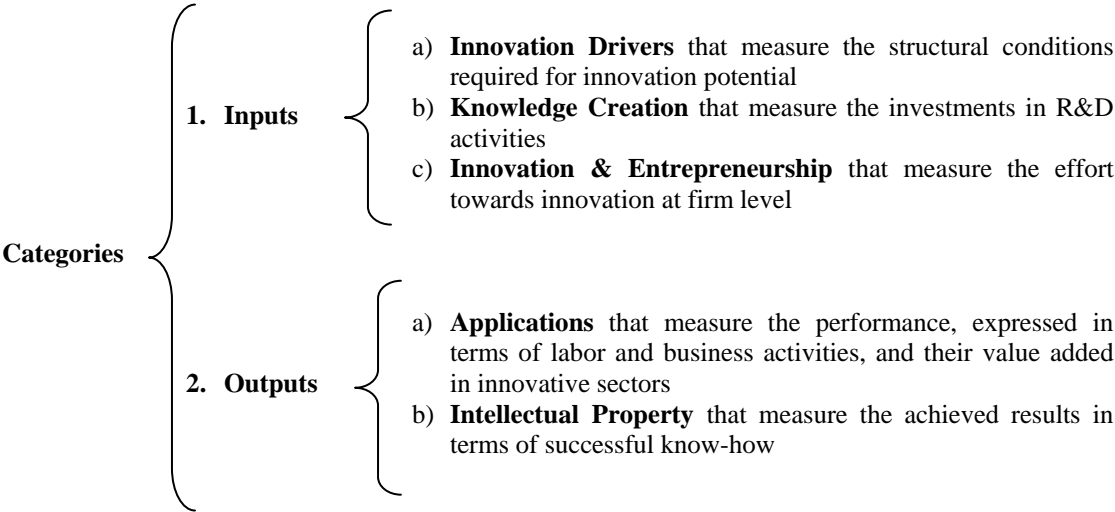 Categories
1. Inputs
a) Innovation Drivers that measure the structural conditions
required for innovation potential
b) Knowledge Creation that measure the investments in R&D
activities
c) Innovation & Entrepreneurship that measure the effort
towards innovation at firm level
2. Outputs
a) Applications that measure the performance, expressed in
terms of labor and business activities, and their value added
in innovative sectors
b) Intellectual Property that measure the achieved results in
terms of successful know-how